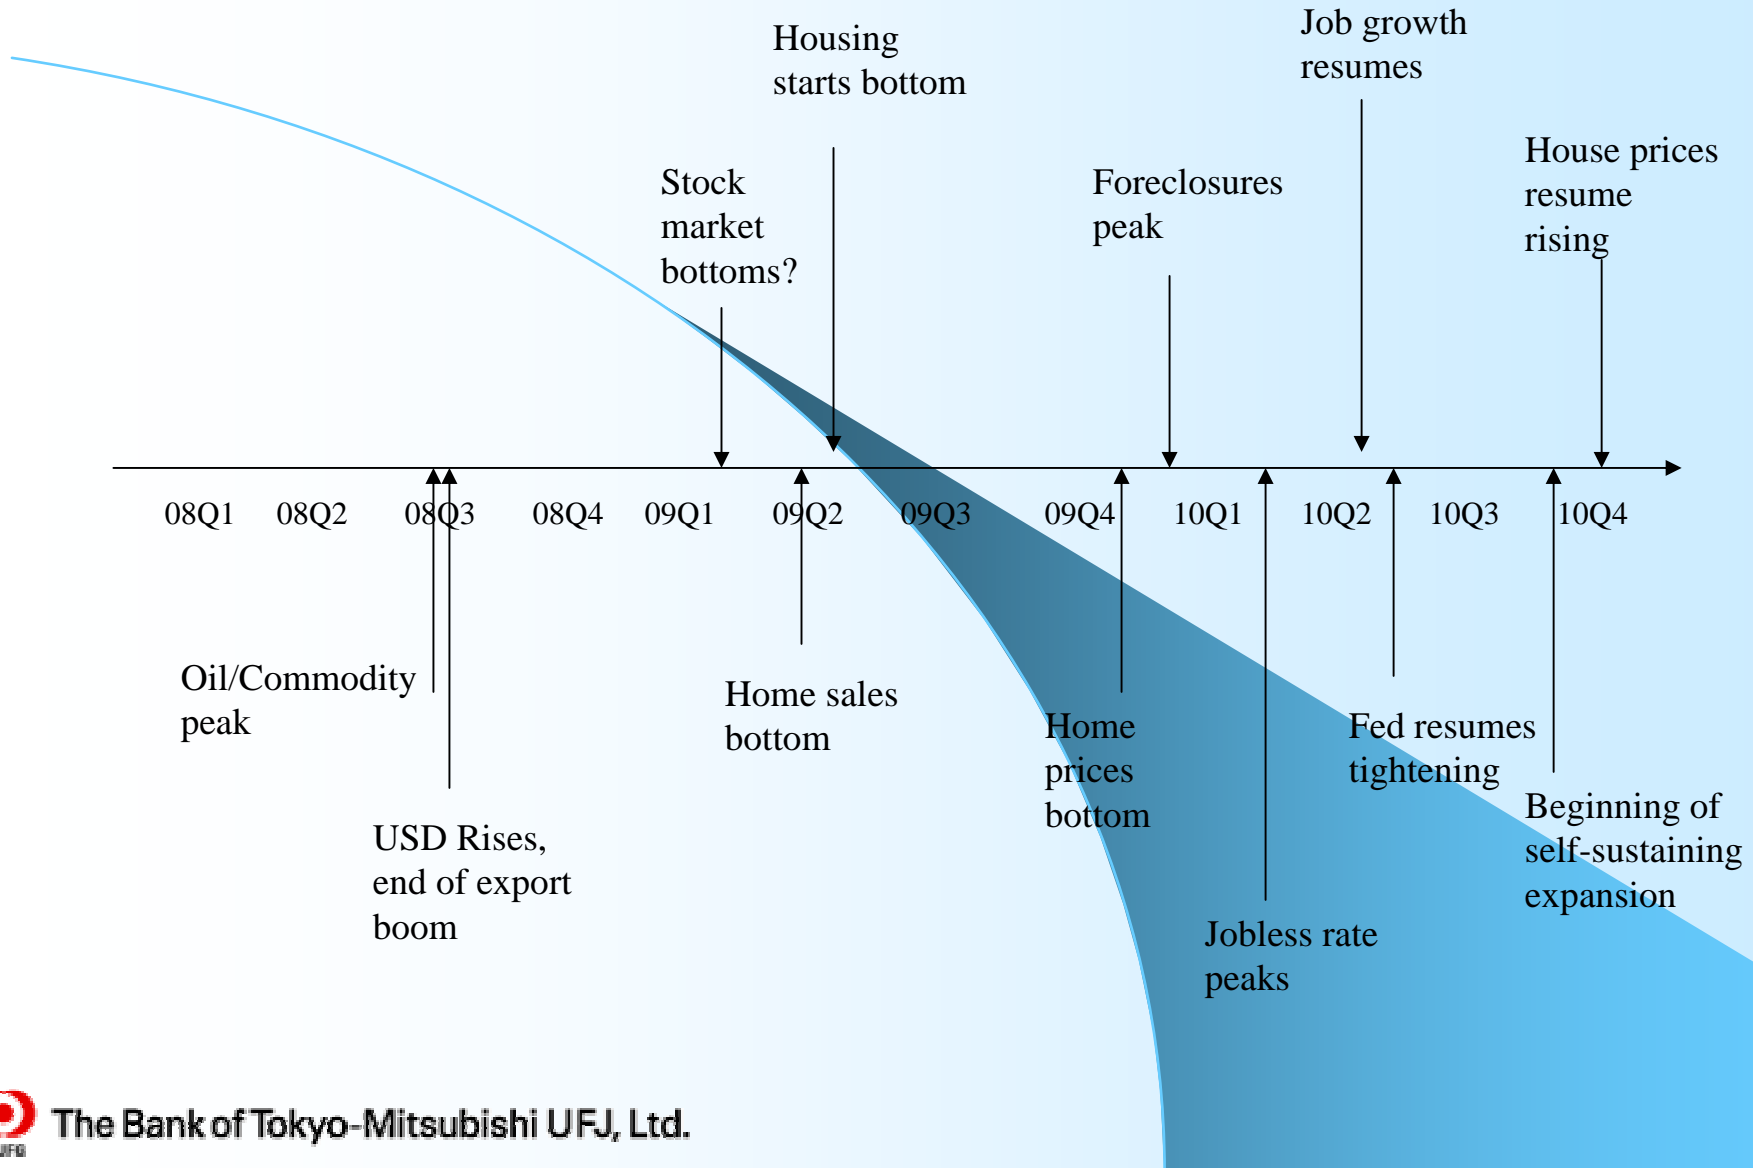 Housing
starts bottom
Job growth
resumes
Stock
market
bottoms?
Foreclosures
peak
House prices
resume
rising
08Q1 08Q2 08Q3 08Q4 09Q1 09Q2 09Q3 09Q4 10Q1 10Q2 10Q3 10Q4
Oil/Commodity
peak
USD Rises,
end of export
boom
Home sales
bottom
Home
prices
bottom
Jobless rate
peaks
Fed resumes
tightening
Beginning of
self-sustaining
expansion
The Bank of Tokyo-Mitsubishi UFJ, Ltd.